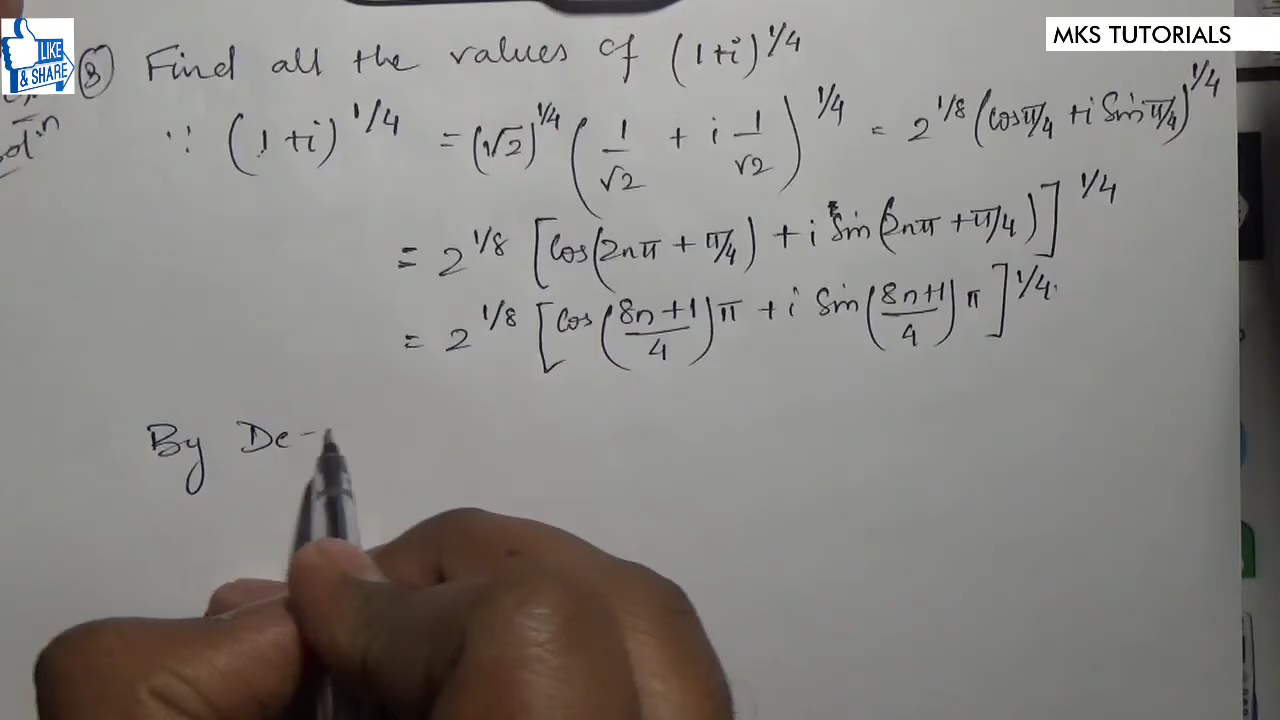 LIKE & SHARE
MKS TUTORIALS
(3) Find all the values of (1+i)^1/4
∵ (1+i)^1/4 = (√2)^1/4 (1/√2 + i 1/√2)^1/4 = 2^1/8 (cos π/4 + i Sin π/4)^1/4
= 2^1/8 [cos(2nπ + π/4) + i Sin(2nπ + π/4)]^1/4
= 2^1/8 [cos((8n+1)/4)π + i Sin((8n+1)/4)π]^1/4.
By De-